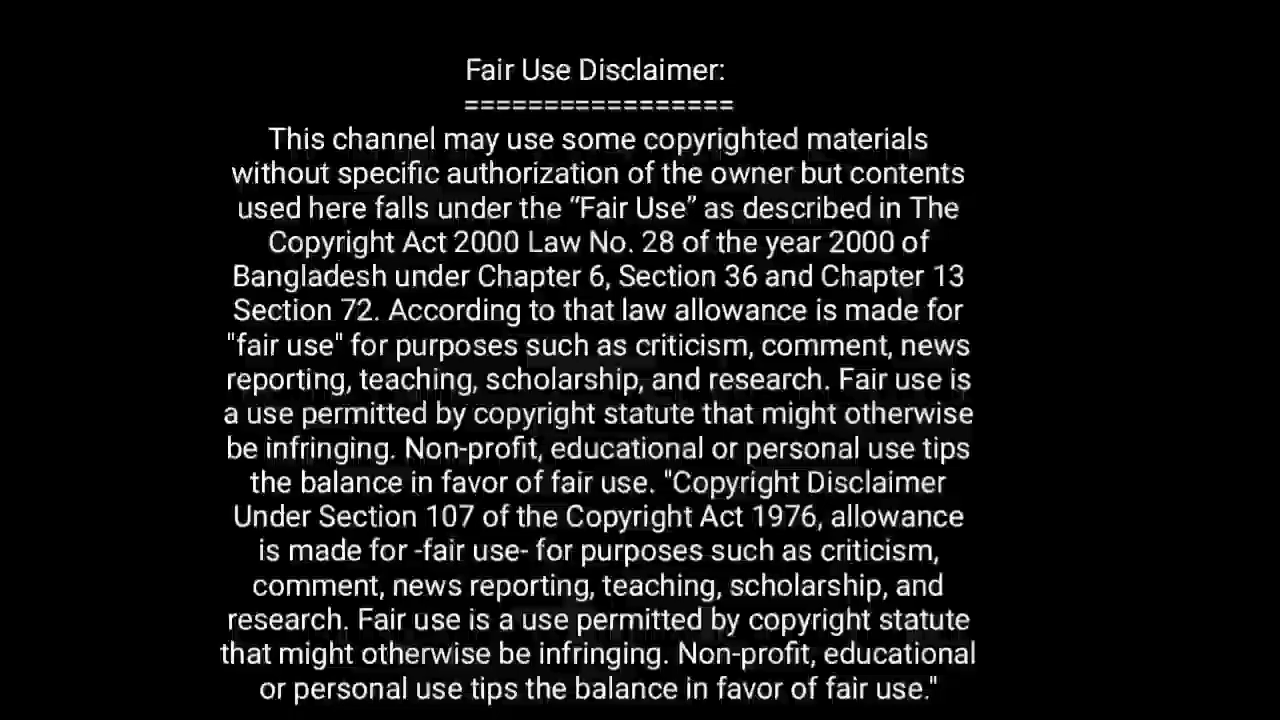 Fair Use Disclaimer:
=================
This channel may use some copyrighted materials
without specific authorization of the owner but contents
used here falls under the “Fair Use” as described in The
Copyright Act 2000 Law No. 28 of the year 2000 of
Bangladesh under Chapter 6, Section 36 and Chapter 13
Section 72. According to that law allowance is made for
"fair use" for purposes such as criticism, comment, news
reporting, teaching, scholarship, and research. Fair use is
a use permitted by copyright statute that might otherwise
be infringing. Non-profit, educational or personal use tips
the balance in favor of fair use. "Copyright Disclaimer
Under Section 107 of the Copyright Act 1976, allowance
is made for -fair use- for purposes such as criticism,
comment, news reporting, teaching, scholarship, and
research. Fair use is a use permitted by copyright statute
that might otherwise be infringing. Non-profit, educational
or personal use tips the balance in favor of fair use."